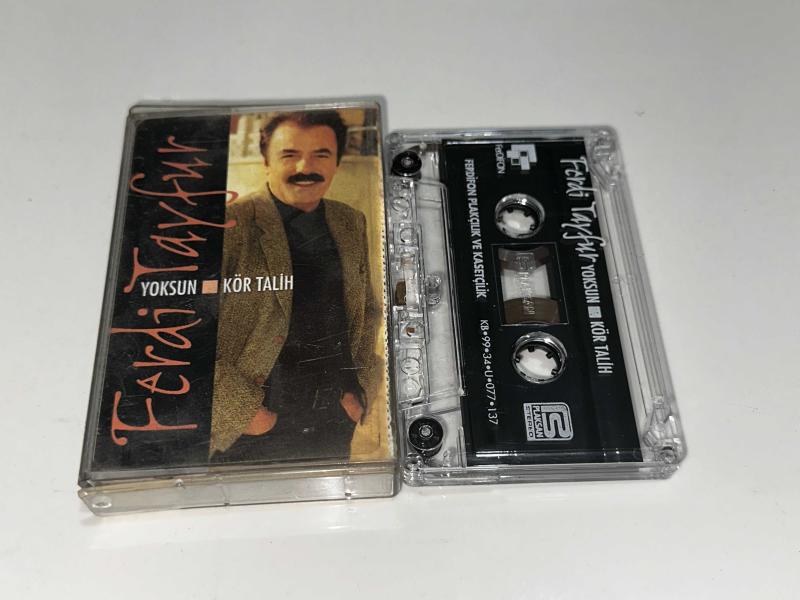 Ferdi Tayfur
YOKSUN KÖR TALİH
FERDİFON
Ferdi Tayfur YOKSUN KÖR TALİH
FERDİFON PLAKÇILIK VE KASETÇİLİK
KB•99•34•U•077•137
PLAKSAN
STEREO